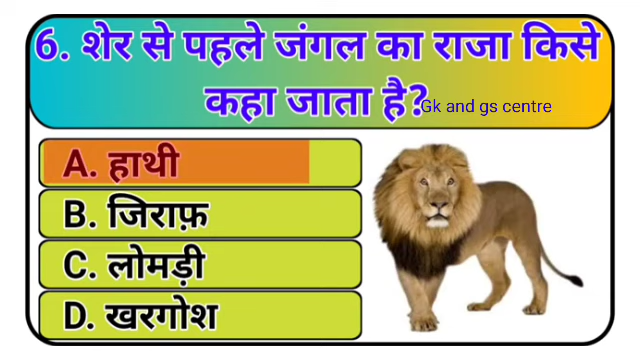 6. शेर से पहले जंगल का राजा किसे
कहा जाता है?
Gk and gs centre
A. हाथी
B. जिराफ़
C. लोमड़ी
D. खरगोश